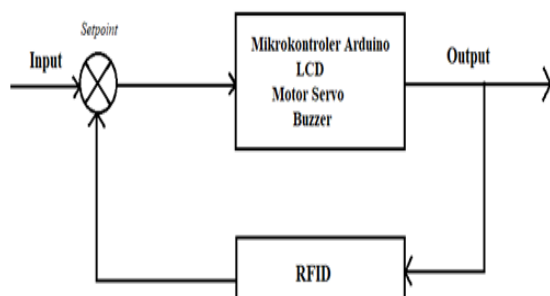 Setpoint
Input
Mikrokontroler Arduino
LCD
Motor Servo
Buzzer
Output
RFID